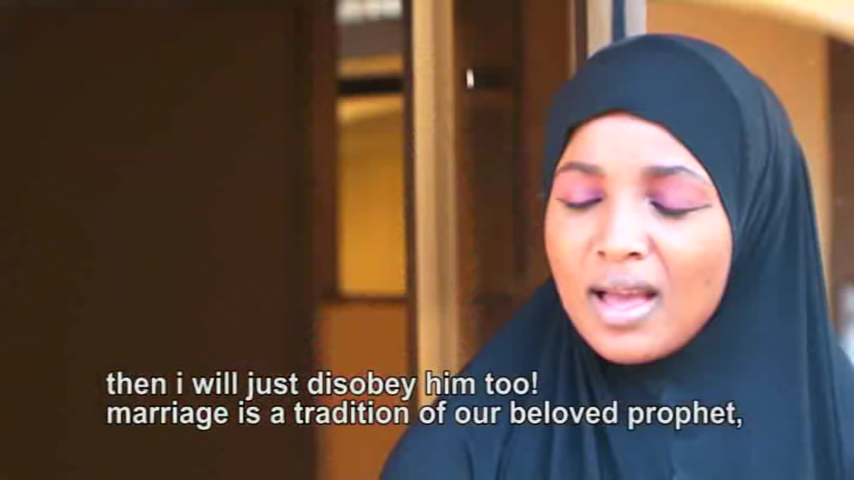 then i will just disobey him too!
marriage is a tradition of our beloved prophet,